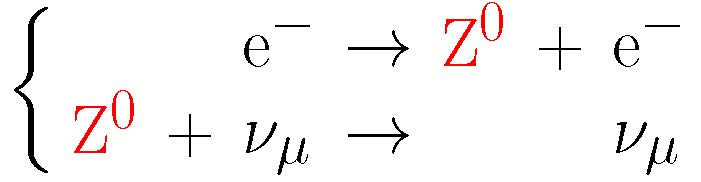 e⁻ → Z⁰ + e⁻
Z⁰ + ν_μ → ν_μ